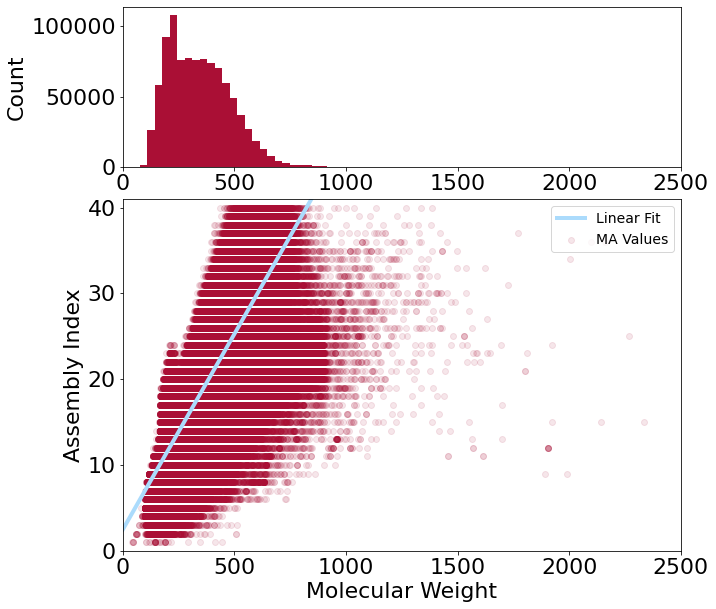 Count
100000
50000
0
0 500 1000 1500 2000 2500
Assembly Index
40
30
20
10
0
Linear Fit
MA Values
0 500 1000 1500 2000 2500
Molecular Weight